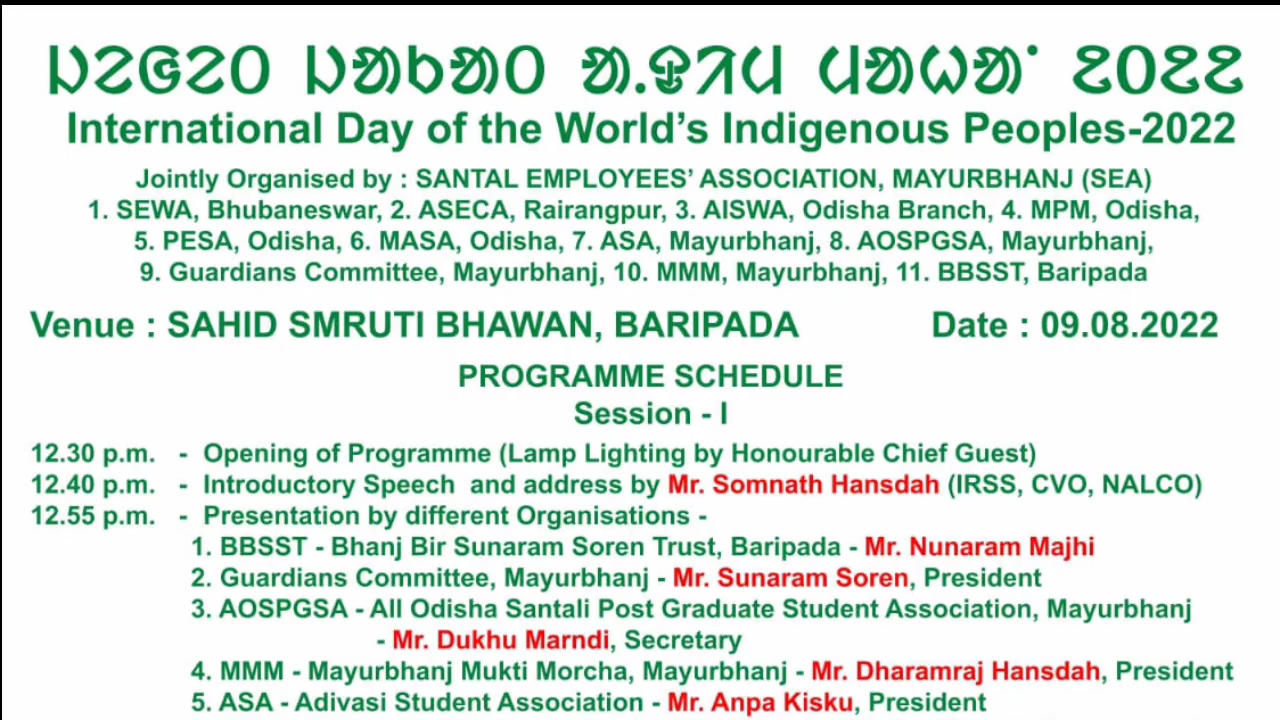 ᱒᱐᱒᱒
International Day of the World's Indigenous Peoples-2022
Jointly Organised by : SANTAL EMPLOYEES' ASSOCIATION, MAYURBHANJ (SEA)
1. SEWA, Bhubaneswar, 2. ASECA, Rairangpur, 3. AISWA, Odisha Branch, 4. MPM, Odisha,
5. PESA, Odisha, 6. MASA, Odisha, 7. ASA, Mayurbhanj, 8. AOSPGSA, Mayurbhanj,
9. Guardians Committee, Mayurbhanj, 10. MMM, Mayurbhanj, 11. BBSST, Baripada
Venue : SAHID SMRUTI BHAWAN, BARIPADA Date : 09.08.2022
PROGRAMME SCHEDULE
Session - I
12.30 p.m. - Opening of Programme (Lamp Lighting by Honourable Chief Guest)
12.40 p.m. - Introductory Speech and address by Mr. Somnath Hansdah (IRSS, CVO, NALCO)
12.55 p.m. - Presentation by different Organisations -
1. BBSST - Bhanj Bir Sunaram Soren Trust, Baripada - Mr. Nunaram Majhi
2. Guardians Committee, Mayurbhanj - Mr. Sunaram Soren, President
3. AOSPGSA - All Odisha Santali Post Graduate Student Association, Mayurbhanj
- Mr. Dukhu Marndi, Secretary
4. MMM - Mayurbhanj Mukti Morcha, Mayurbhanj - Mr. Dharamraj Hansdah, President
5. ASA - Adivasi Student Association - Mr. Anpa Kisku, President